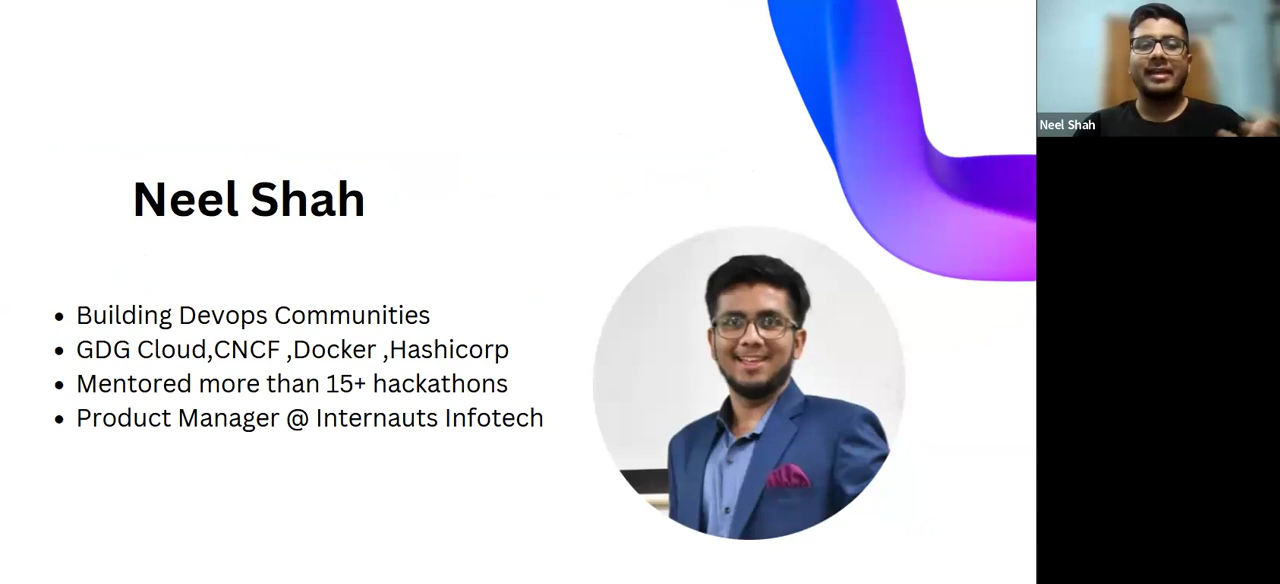 Neel Shah
Building Devops Communities
GDG Cloud,CNCF ,Docker ,Hashicorp
Mentored more than 15+ hackathons
Product Manager @ Internauts Infotech
Neel Shah